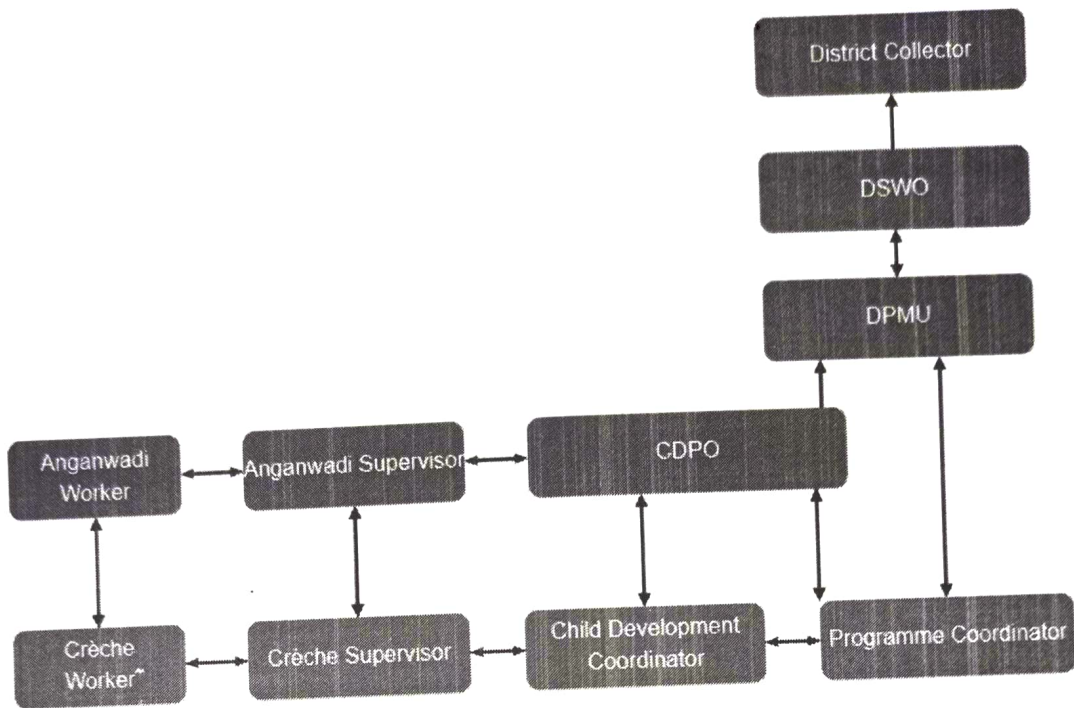 District Collector
DSWO
DPMU
CDPO
Anganwadi Supervisor
Anganwadi
Worker
Crèche
Worker~
Crèche Supervisor
Child Development
Coordinator
Programme Coordinator